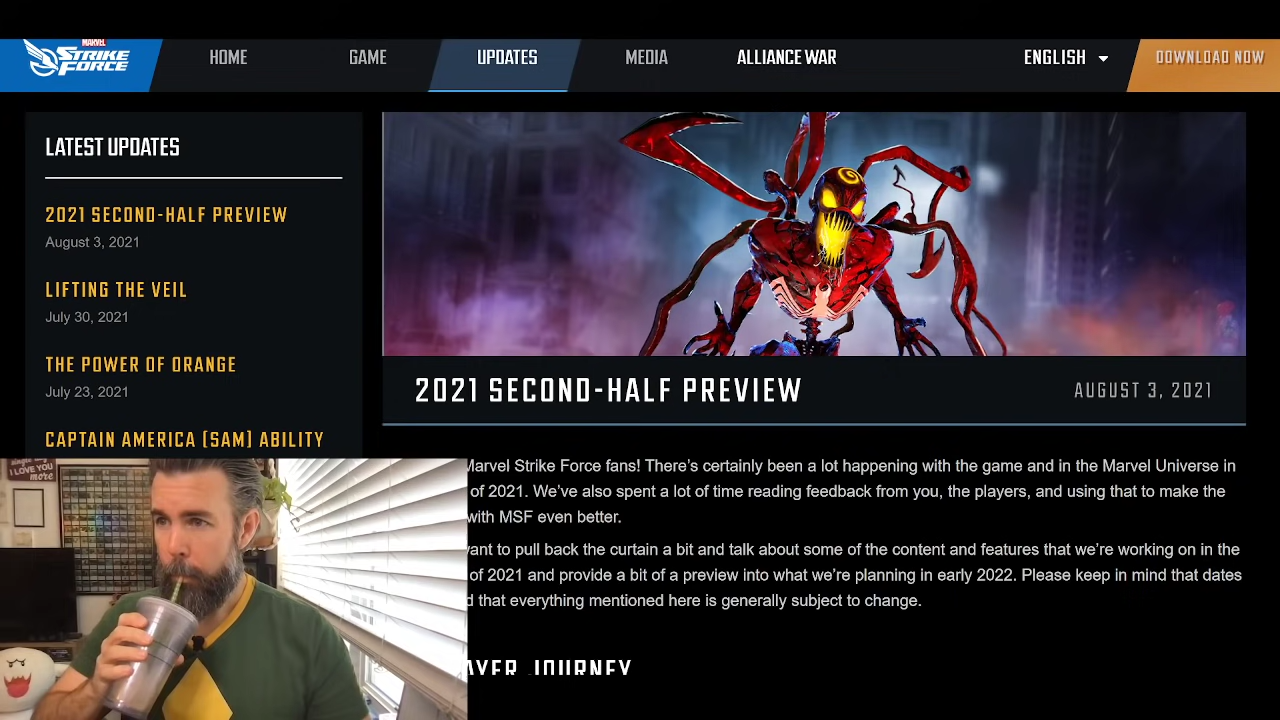 MARVEL
STRIKE
FORCE
HOME
GAME
UPDATES
MEDIA
ALLIANCE WAR
ENGLISH
DOWNLOAD NOW
LATEST UPDATES
2021 SECOND-HALF PREVIEW
August 3, 2021
LIFTING THE VEIL
July 30, 2021
THE POWER OF ORANGE
July 23, 2021
CAPTAIN AMERICA [SAM] ABILITY
2021 SECOND-HALF PREVIEW
AUGUST 3, 2021
Marvel Strike Force fans! There's certainly been a lot happening with the game and in the Marvel Universe in
of 2021. We've also spent a lot of time reading feedback from you, the players, and using that to make the
with MSF even better.
want to pull back the curtain a bit and talk about some of the content and features that we're working on in the
of 2021 and provide a bit of a preview into what we're planning in early 2022. Please keep in mind that dates
that everything mentioned here is generally subject to change.
JOURNEY
I LOVE YOU
more